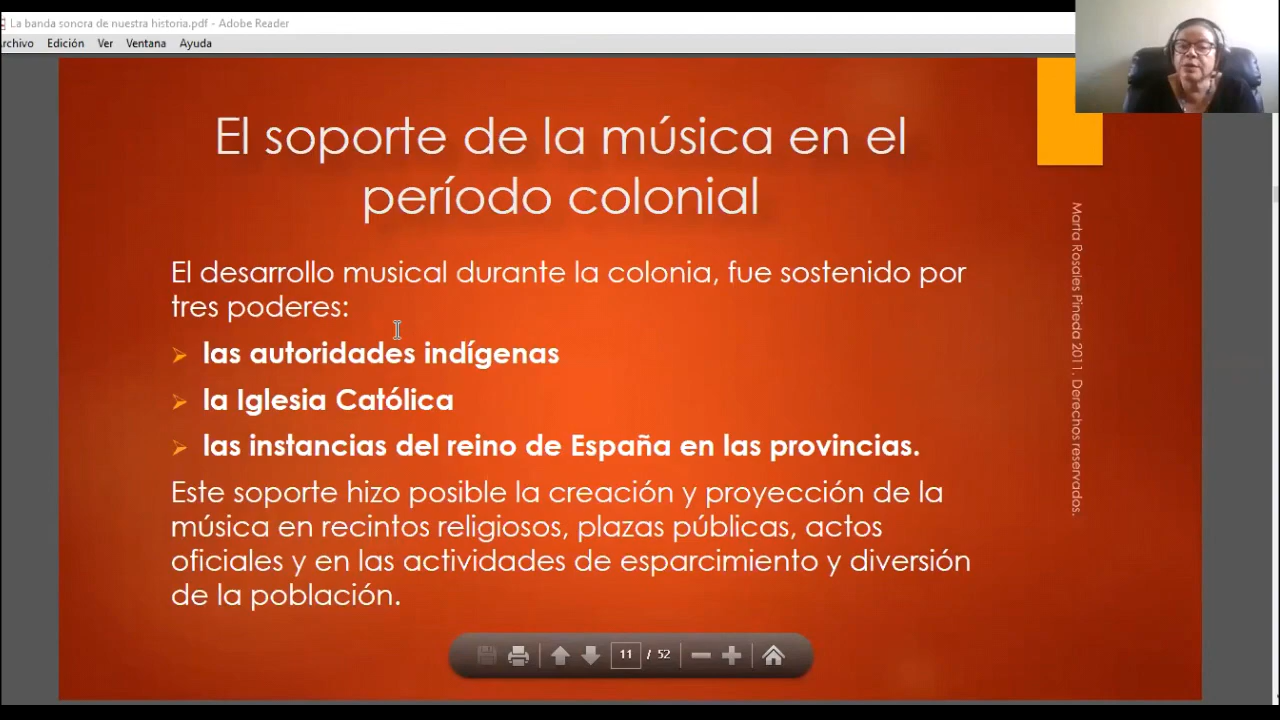 La banda sonora de nuestra historia.pdf - Adobe Reader
rchivo Edición Ver Ventana Ayuda
El soporte de la música en el
período colonial
El desarrollo musical durante la colonia, fue sostenido por
tres poderes:
las autoridades indígenas
la Iglesia Católica
las instancias del reino de España en las provincias.
Este soporte hizo posible la creación y proyección de la
música en recintos religiosos, plazas públicas, actos
oficiales y en las actividades de esparcimiento y diversión
de la población.
Marta Rosales Pineda 2011. Derechos reservados.
11 / 52